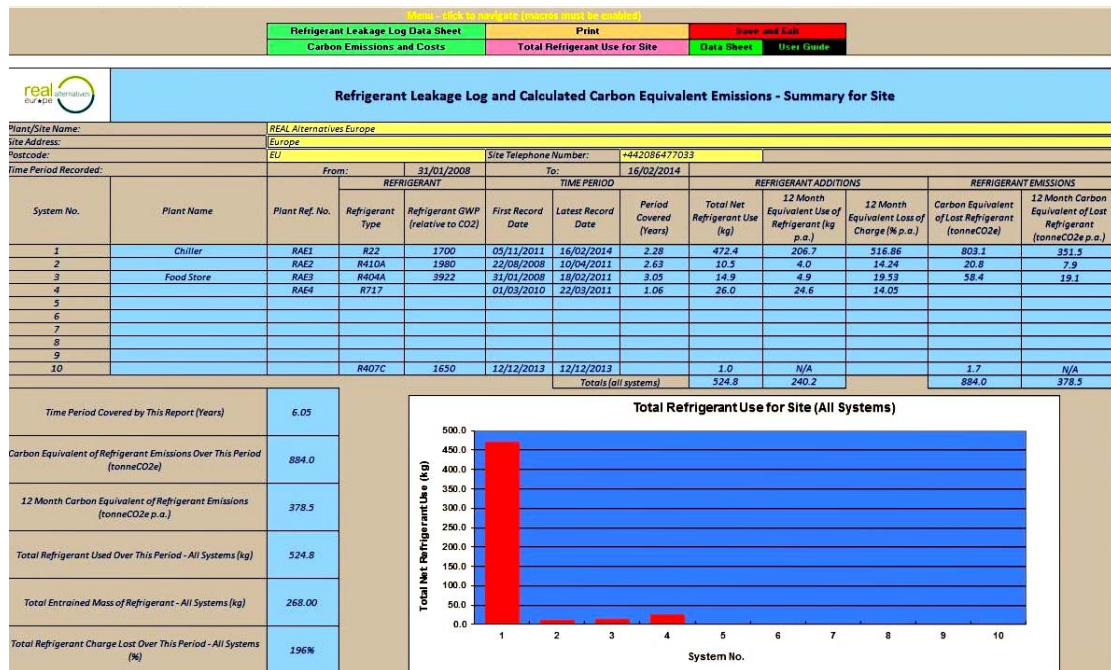 Menu - click to navigate (macros must be enabled)
Refrigerant Leakage Log Data Sheet Print Save and Exit
Carbon Emissions and Costs Total Refrigerant Use for Site Data Sheet User Guide
real alternatives
europe
Refrigerant Leakage Log and Calculated Carbon Equivalent Emissions - Summary for Site
Plant/Site Name: REAL Alternatives Europe
Site Address: Europe
Postcode: EU Site Telephone Number: +442086477033
Time Period Recorded: From: 31/01/2008 To: 16/02/2014
REFRIGERANT TIME PERIOD REFRIGERANT ADDITIONS REFRIGERANT EMISSIONS
System No. Plant Name Plant Ref. No. Refrigerant Type Refrigerant GWP (relative to CO2) First Record Date Latest Record Date Period Covered (Years) Total Net Refrigerant Use (kg) 12 Month Equivalent Use of Refrigerant (kg p.a.) 12 Month Equivalent Loss of Charge (% p.a.) Carbon Equivalent of Lost Refrigerant (tonneCO2e) 12 Month Carbon Equivalent of Lost Refrigerant (tonneCO2e p.a.)
1 Chiller RAE1 R22 1700 05/11/2011 16/02/2014 2.28 472.4 206.7 516.86 803.1 351.5
2 RAE2 R410A 1980 22/08/2008 10/04/2011 2.63 10.5 4.0 14.24 20.8 7.9
3 Food Store RAE3 R404A 3922 31/01/2008 18/02/2011 3.05 14.9 4.9 19.53 58.4 19.1
4 RAE4 R717 01/03/2010 22/03/2011 1.06 26.0 24.6 14.05
5
6
7
8
9
10 R407C 1650 12/12/2013 12/12/2013 1.0 N/A 1.7 N/A
Totals (all systems) 524.8 240.2 884.0 378.5
Time Period Covered by This Report (Years) 6.05
Carbon Equivalent of Refrigerant Emissions Over This Period (tonneCO2e) 884.0
12 Month Carbon Equivalent of Refrigerant Emissions (tonneCO2e p.a.) 378.5
Total Refrigerant Used Over This Period - All Systems (kg) 524.8
Total Entrained Mass of Refrigerant - All Systems (kg) 268.00
Total Refrigerant Charge Lost Over This Period - All Systems (%) 196%
Total Refrigerant Use for Site (All Systems)
Total Net Refrigerant Use (kg)
500.0
450.0
400.0
350.0
300.0
250.0
200.0
150.0
100.0
50.0
0.0
1 2 3 4 5 6 7 8 9 10
System No.